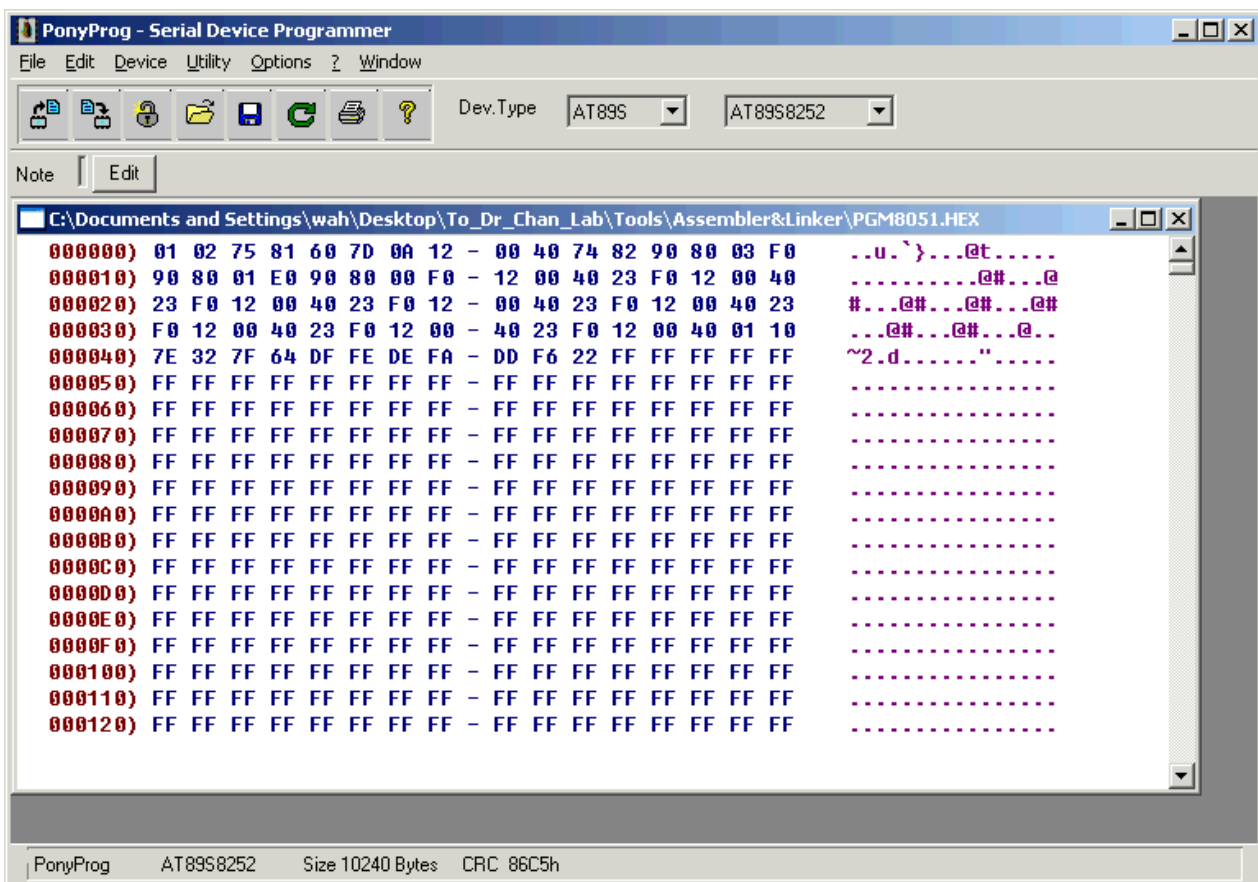 PonyProg - Serial Device Programmer
File Edit Device Utility Options ? Window
Dev.Type AT89S AT89S8252
Note Edit
C:\Documents and Settings\wah\Desktop\To_Dr_Chan_Lab\Tools\Assembler&Linker\PGM8051.HEX
000000) 01 02 75 81 60 7D 0A 12 - 00 40 74 82 90 80 03 F0 ..u.`}...@t.....
000010) 90 80 01 E0 90 80 00 F0 - 12 00 40 23 F0 12 00 40 ..........@#...@
000020) 23 F0 12 00 40 23 F0 12 - 00 40 23 F0 12 00 40 23 #...@#...@#...@#
000030) F0 12 00 40 23 F0 12 00 - 40 23 F0 12 00 40 01 10 ...@#...@#...@..
000040) 7E 32 7F 64 DF FE DE FA - DD F6 22 FF FF FF FF FF ~2.d......".....
000050) FF FF FF FF FF FF FF FF - FF FF FF FF FF FF FF FF ................
000060) FF FF FF FF FF FF FF FF - FF FF FF FF FF FF FF FF ................
000070) FF FF FF FF FF FF FF FF - FF FF FF FF FF FF FF FF ................
000080) FF FF FF FF FF FF FF FF - FF FF FF FF FF FF FF FF ................
000090) FF FF FF FF FF FF FF FF - FF FF FF FF FF FF FF FF ................
0000A0) FF FF FF FF FF FF FF FF - FF FF FF FF FF FF FF FF ................
0000B0) FF FF FF FF FF FF FF FF - FF FF FF FF FF FF FF FF ................
0000C0) FF FF FF FF FF FF FF FF - FF FF FF FF FF FF FF FF ................
0000D0) FF FF FF FF FF FF FF FF - FF FF FF FF FF FF FF FF ................
0000E0) FF FF FF FF FF FF FF FF - FF FF FF FF FF FF FF FF ................
0000F0) FF FF FF FF FF FF FF FF - FF FF FF FF FF FF FF FF ................
000100) FF FF FF FF FF FF FF FF - FF FF FF FF FF FF FF FF ................
000110) FF FF FF FF FF FF FF FF - FF FF FF FF FF FF FF FF ................
000120) FF FF FF FF FF FF FF FF - FF FF FF FF FF FF FF FF ................
PonyProg AT89S8252 Size 10240 Bytes CRC 86C5h